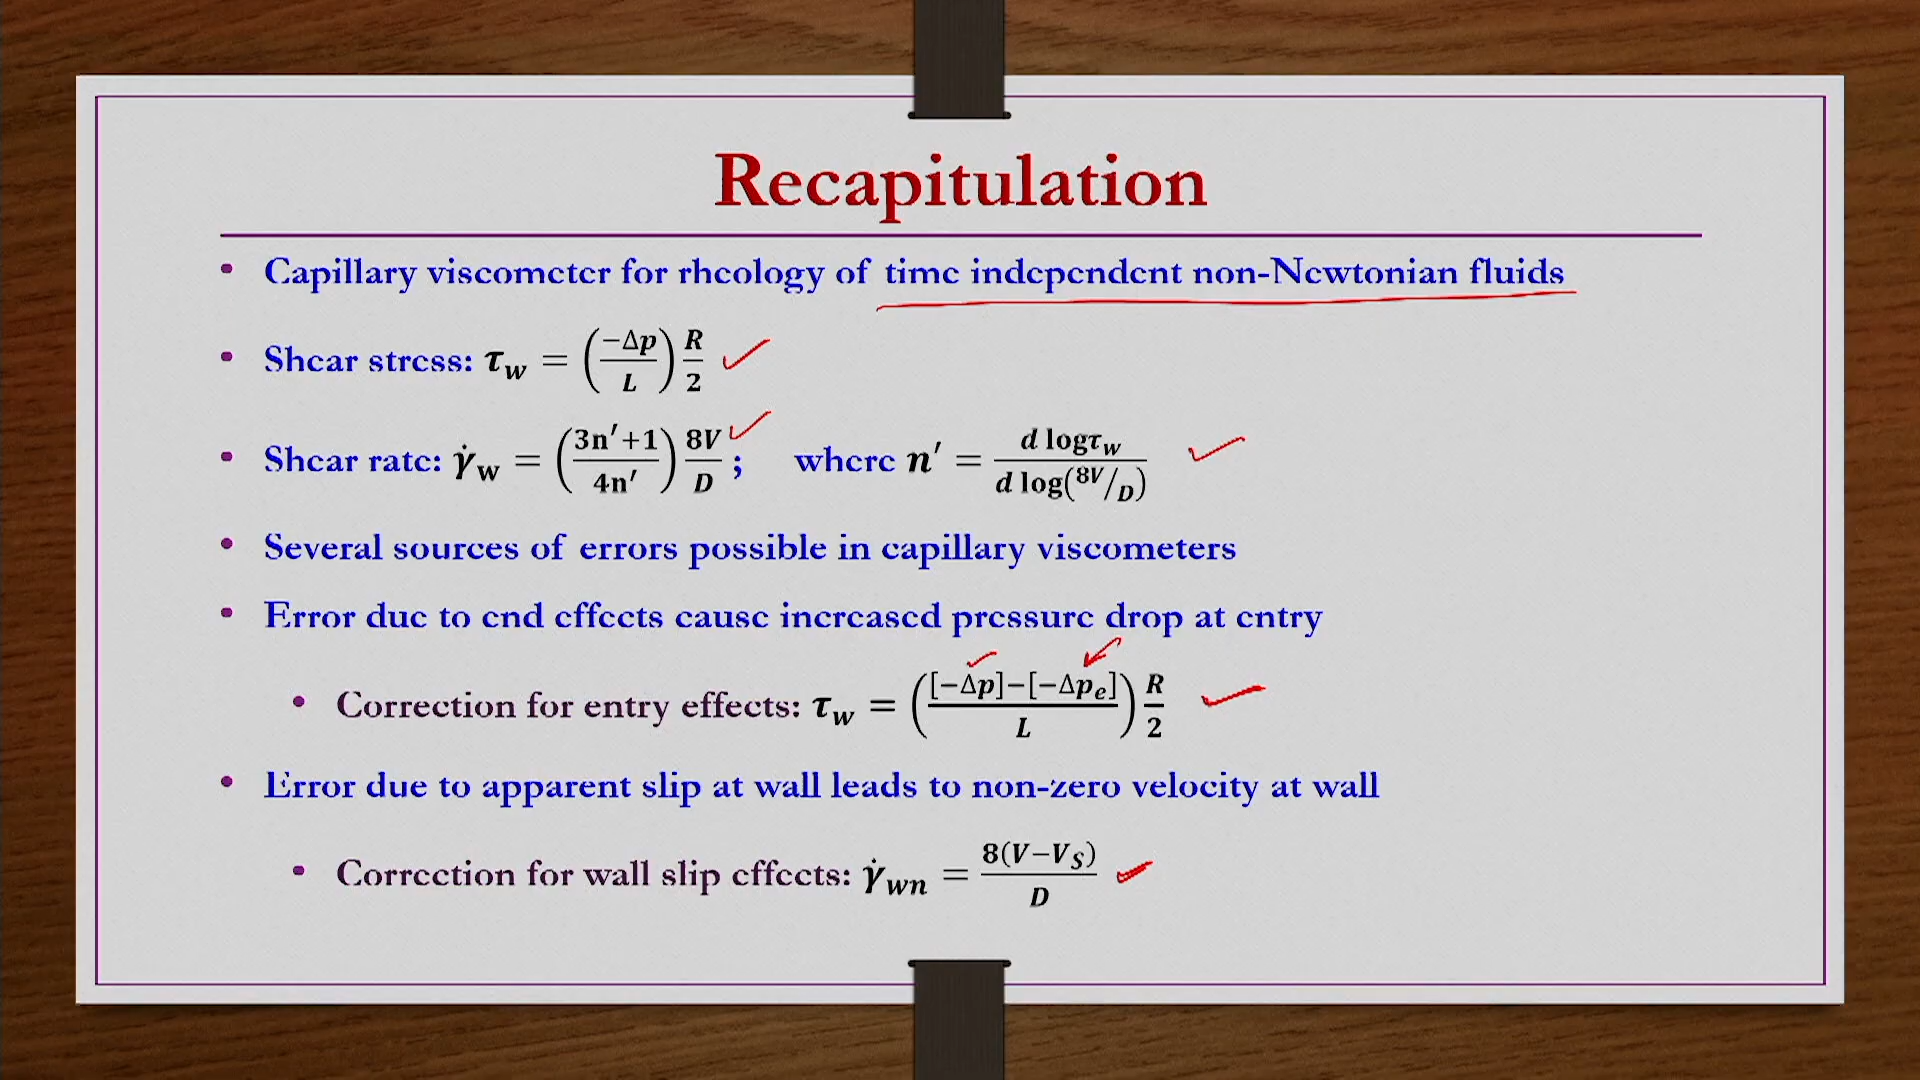 Recapitulation
• Capillary viscometer for rheology of time independent non-Newtonian fluids
• Shear stress: τ_w = (−Δp/L) R/2
• Shear rate: γ̇_w = ((3n′+1)/4n′) 8V/D ; where n′ = d logτ_w / d log(8V/D)
• Several sources of errors possible in capillary viscometers
• Error due to end effects cause increased pressure drop at entry
• Correction for entry effects: τ_w = (([−Δp]−[−Δp_e])/L) R/2
• Error due to apparent slip at wall leads to non-zero velocity at wall
• Correction for wall slip effects: γ̇_wn = 8(V−V_S)/D